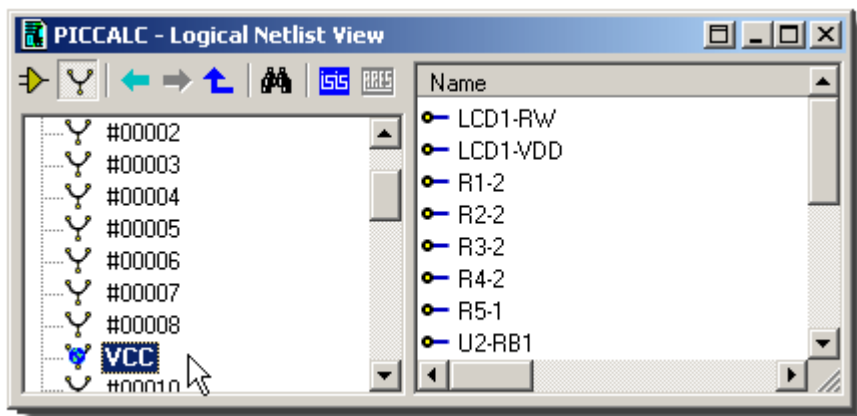 PICCALC - Logical Netlist View
isis
ARES
#00002
#00003
#00004
#00005
#00006
#00007
#00008
VCC
#00010
Name
LCD1-RW
LCD1-VDD
R1-2
R2-2
R3-2
R4-2
R5-1
U2-RB1